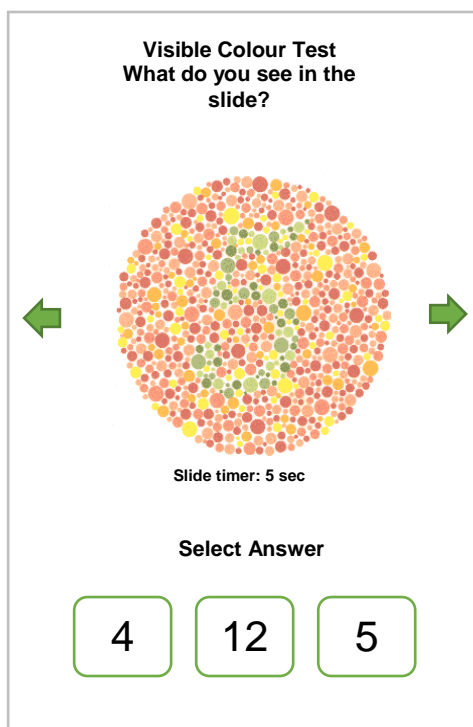 Visible Colour Test
What do you see in the
slide?
5
Slide timer: 5 sec
Select Answer
4
12
5